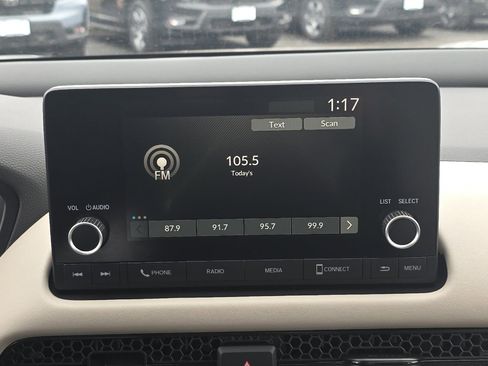 1:17
Text Scan
105.5
FM
Today's
VOL AUDIO
LIST SELECT
87.9 91.7 95.7 99.9
PHONE RADIO MEDIA CONNECT MENU